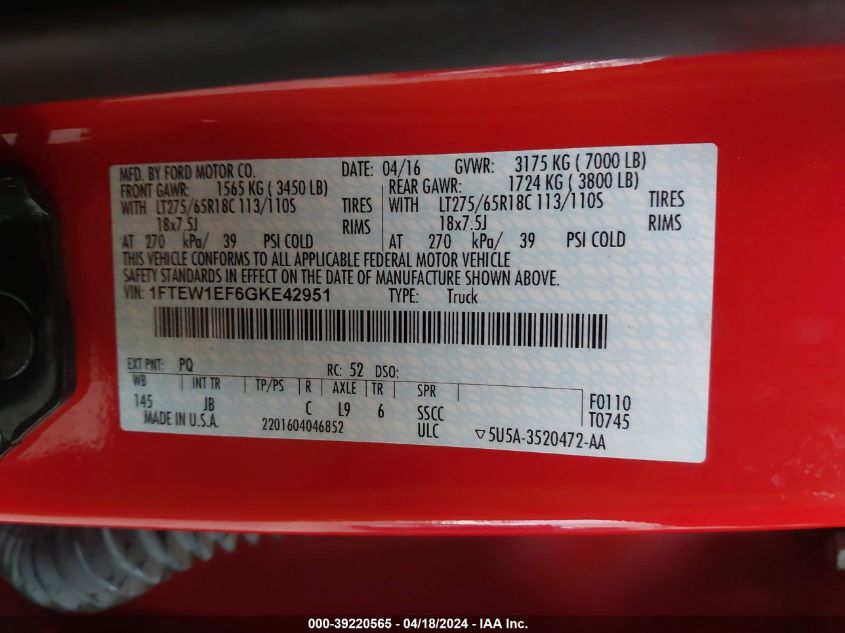 MFD. BY FORD MOTOR CO. DATE: 04/16 GVWR: 3175 KG ( 7000 LB)
FRONT GAWR: 1565 KG ( 3450 LB) REAR GAWR: 1724 KG ( 3800 LB)
WITH LT275/65R18C 113/110S TIRES WITH LT275/65R18C 113/110S TIRES
18x7.5J RIMS 18x7.5J RIMS
AT 270 kPa/ 39 PSI COLD AT 270 kPa/ 39 PSI COLD
THIS VEHICLE CONFORMS TO ALL APPLICABLE FEDERAL MOTOR VEHICLE
SAFETY STANDARDS IN EFFECT ON THE DATE OF MANUFACTURE SHOWN ABOVE.
VIN: 1FTEW1EF6GKE42951 TYPE: Truck
EXT PNT: PQ RC: 52 DSO:
WB INT TR TP/PS R AXLE TR SPR
145 JB C L9 6 SSCC F0110
MADE IN U.S.A. 2201604046852 ULC T0745
▽5U5A-3520472-AA
000-39220565 - 04/18/2024 - IAA Inc.